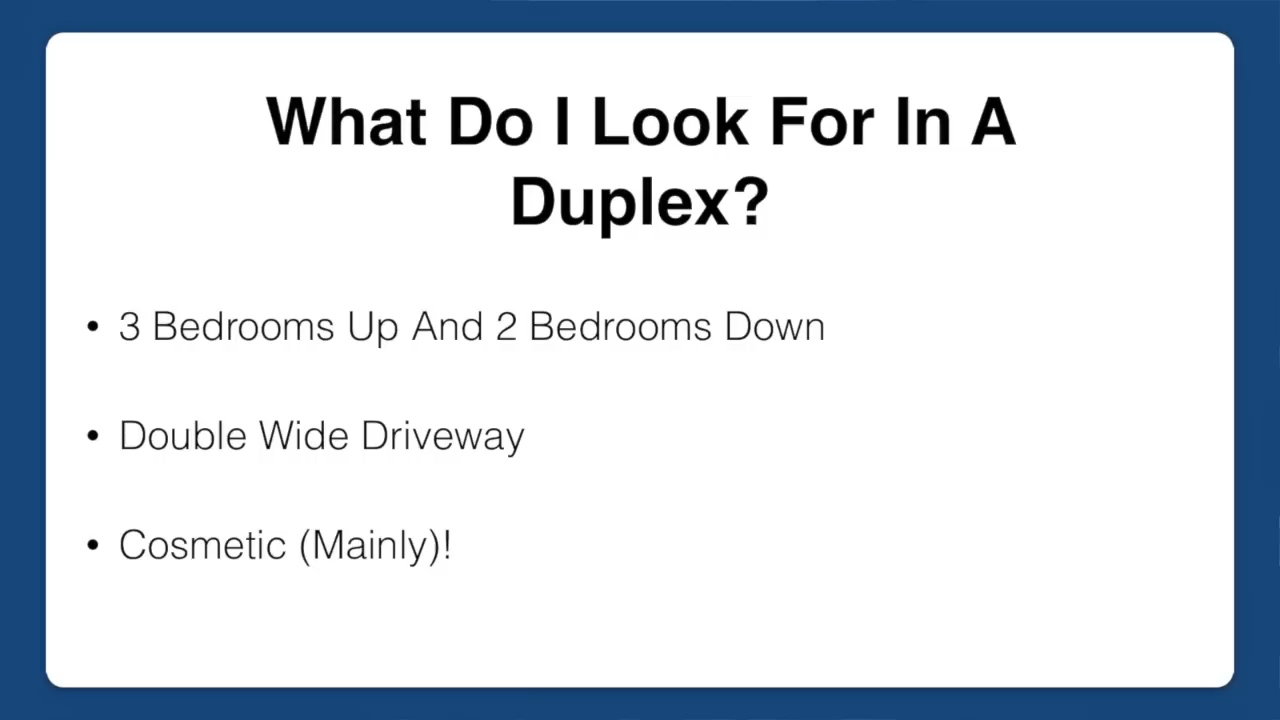 What Do I Look For In A
Duplex?
• 3 Bedrooms Up And 2 Bedrooms Down
• Double Wide Driveway
• Cosmetic (Mainly)!